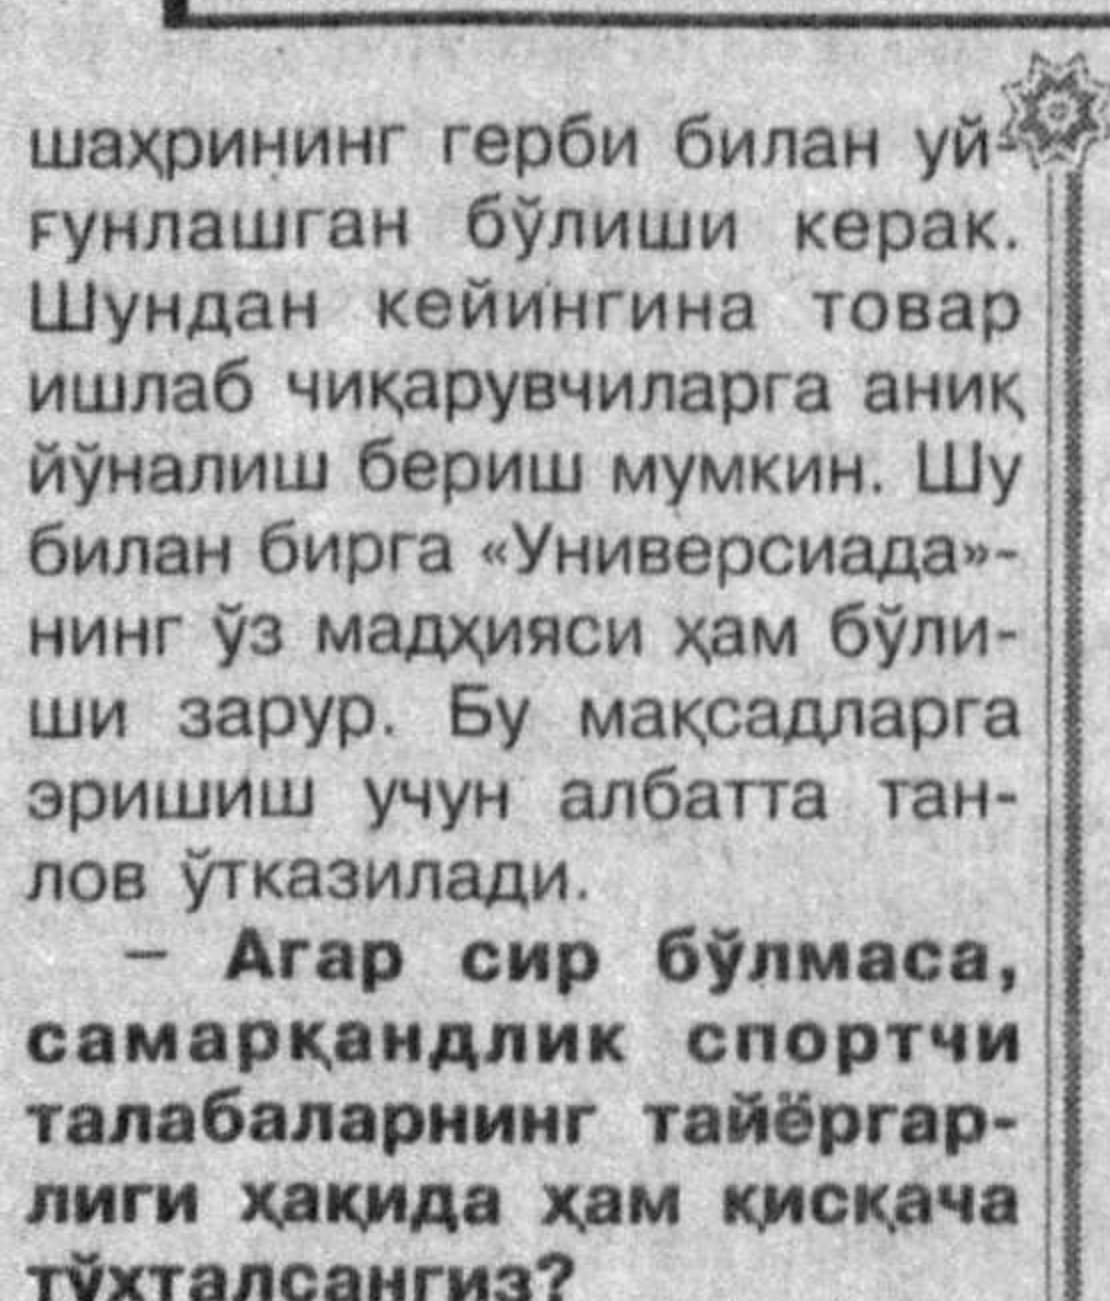 шаҳрининг герби билан уй-
ғунлашган бўлиши керак.
Шундан кейингина товар
ишлаб чиқарувчиларга аниқ
йўналиш бериш мумкин. Шу
билан бирга «Универсиада»-
нинг ўз мадҳияси ҳам бўли-
ши зарур. Бу мақсадларга
эришиш учун албатта тан-
лов ўтказилади.
– Агар сир бўлмаса,
самарқандлик спортчи
талабаларнинг тайёргар-
лиги ҳақида ҳам қисқача
тўхталсангиз?